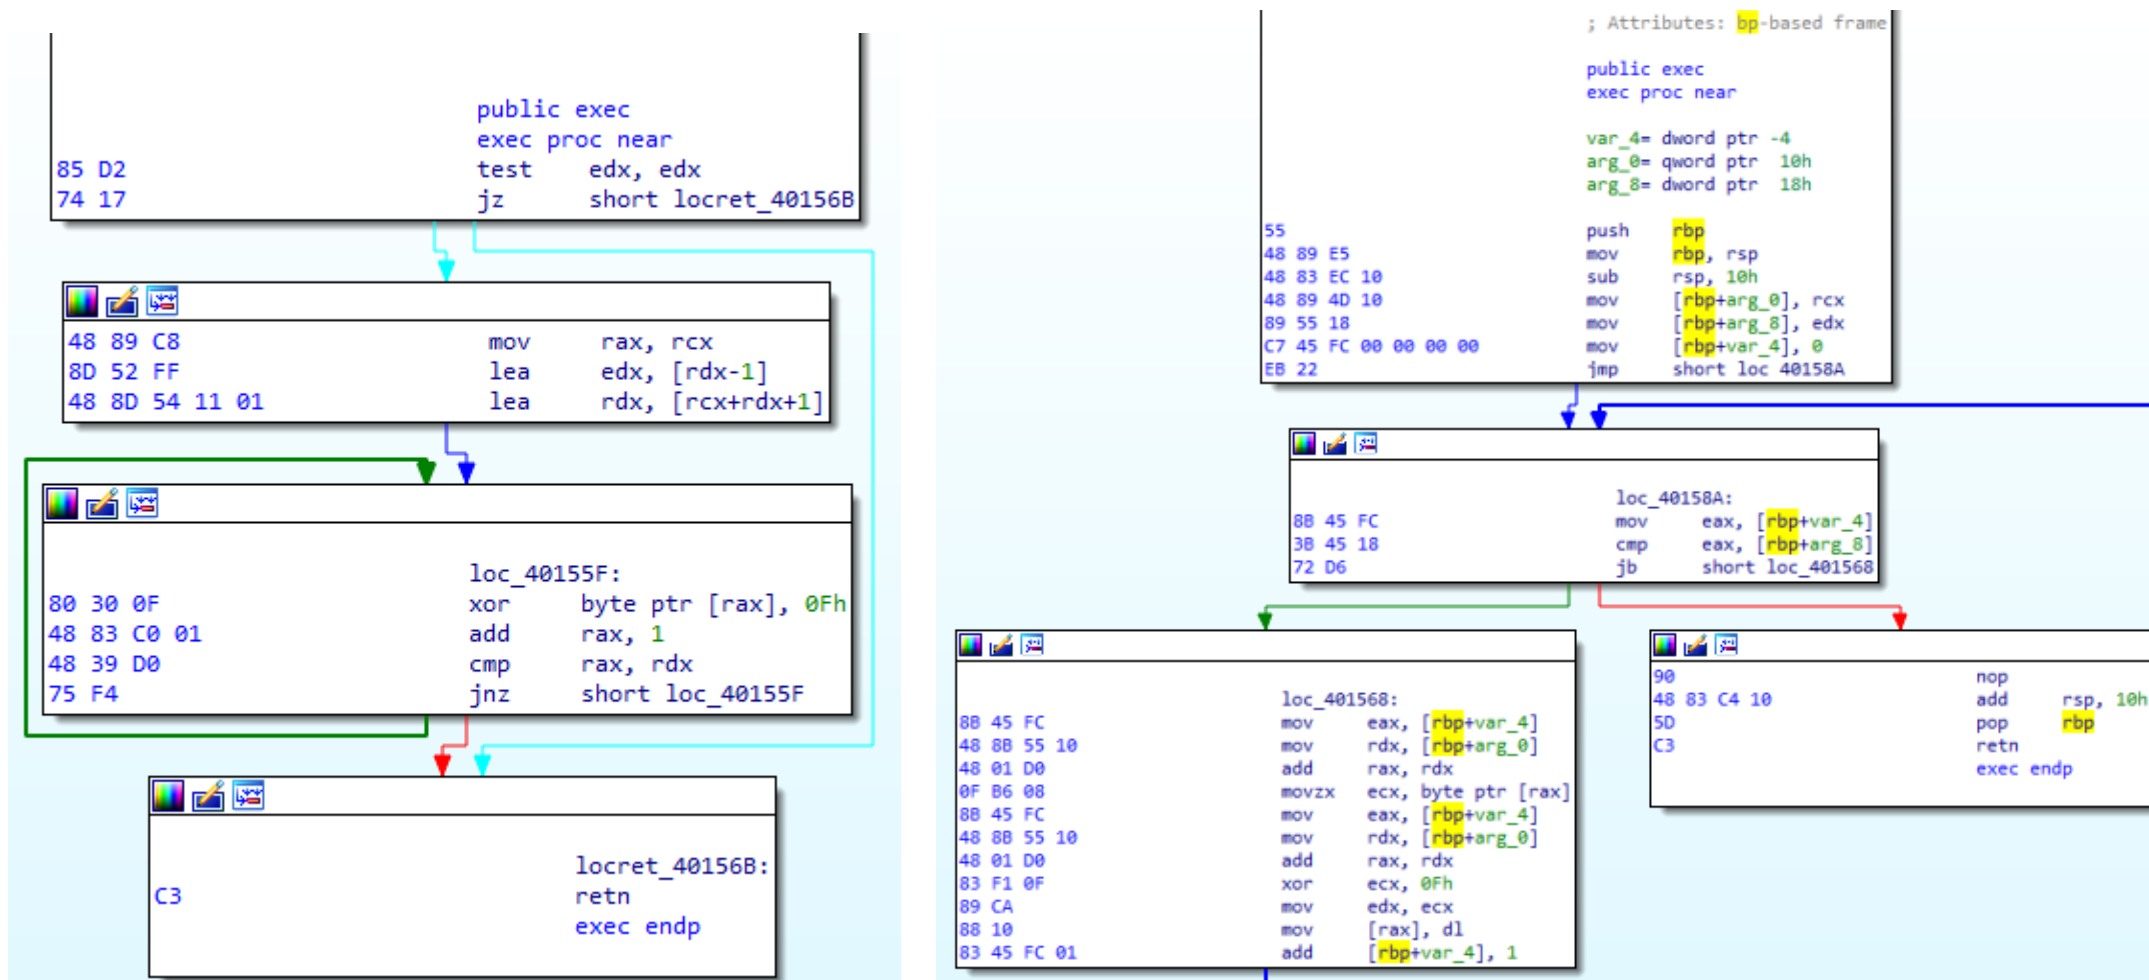 public exec
exec proc near
85 D2 test edx, edx
74 17 jz short locret_40156B
48 89 C8 mov rax, rcx
8D 52 FF lea edx, [rdx-1]
48 8D 54 11 01 lea rdx, [rcx+rdx+1]
loc_40155F:
80 30 0F xor byte ptr [rax], 0Fh
48 83 C0 01 add rax, 1
48 39 D0 cmp rax, rdx
75 F4 jnz short loc_40155F
locret_40156B:
C3 retn
exec endp
; Attributes: bp-based frame
public exec
exec proc near
var_4= dword ptr -4
arg_0= qword ptr 10h
arg_8= dword ptr 18h
55 push rbp
48 89 E5 mov rbp, rsp
48 83 EC 10 sub rsp, 10h
48 89 4D 10 mov [rbp+arg_0], rcx
89 55 18 mov [rbp+arg_8], edx
C7 45 FC 00 00 00 00 mov [rbp+var_4], 0
EB 22 jmp short loc_40158A
loc_40158A:
8B 45 FC mov eax, [rbp+var_4]
3B 45 18 cmp eax, [rbp+arg_8]
72 D6 jb short loc_401568
loc_401568:
8B 45 FC mov eax, [rbp+var_4]
48 8B 55 10 mov rdx, [rbp+arg_0]
48 01 D0 add rax, rdx
0F B6 08 movzx ecx, byte ptr [rax]
8B 45 FC mov eax, [rbp+var_4]
48 8B 55 10 mov rdx, [rbp+arg_0]
48 01 D0 add rax, rdx
83 F1 0F xor ecx, 0Fh
89 CA mov edx, ecx
88 10 mov [rax], dl
83 45 FC 01 add [rbp+var_4], 1
90 nop
48 83 C4 10 add rsp, 10h
5D pop rbp
C3 retn
exec endp